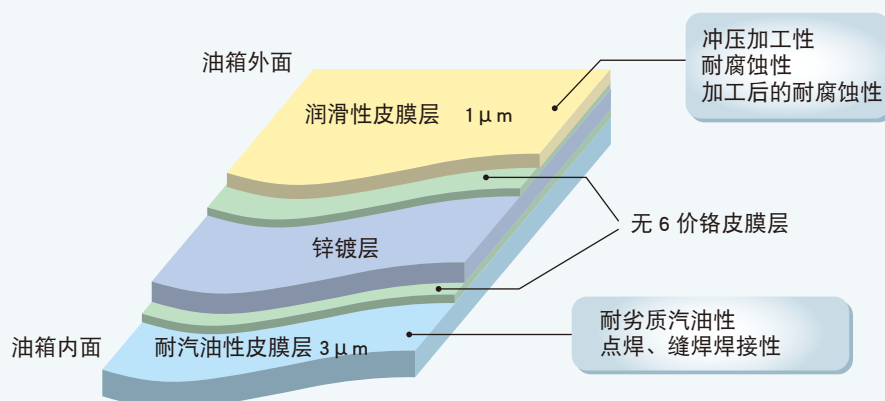 油箱外面
冲压加工性
耐腐蚀性
加工后的耐腐蚀性
润滑性皮膜层 1μm
无6价铬皮膜层
锌镀层
油箱内面
耐汽油性皮膜层 3μm
耐劣质汽油性
点焊、缝焊焊接性